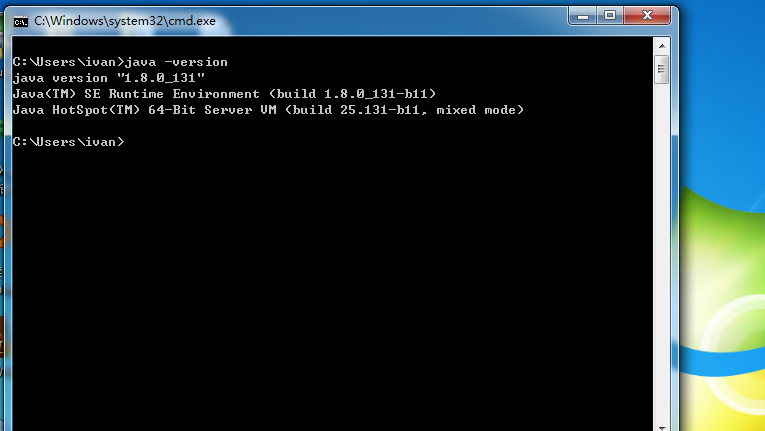 C:\Windows\system32\cmd.exe
C:\Users\ivan>java -version
java version "1.8.0_131"
Java(TM) SE Runtime Environment (build 1.8.0_131-b11)
Java HotSpot(TM) 64-Bit Server VM (build 25.131-b11, mixed mode)
C:\Users\ivan>